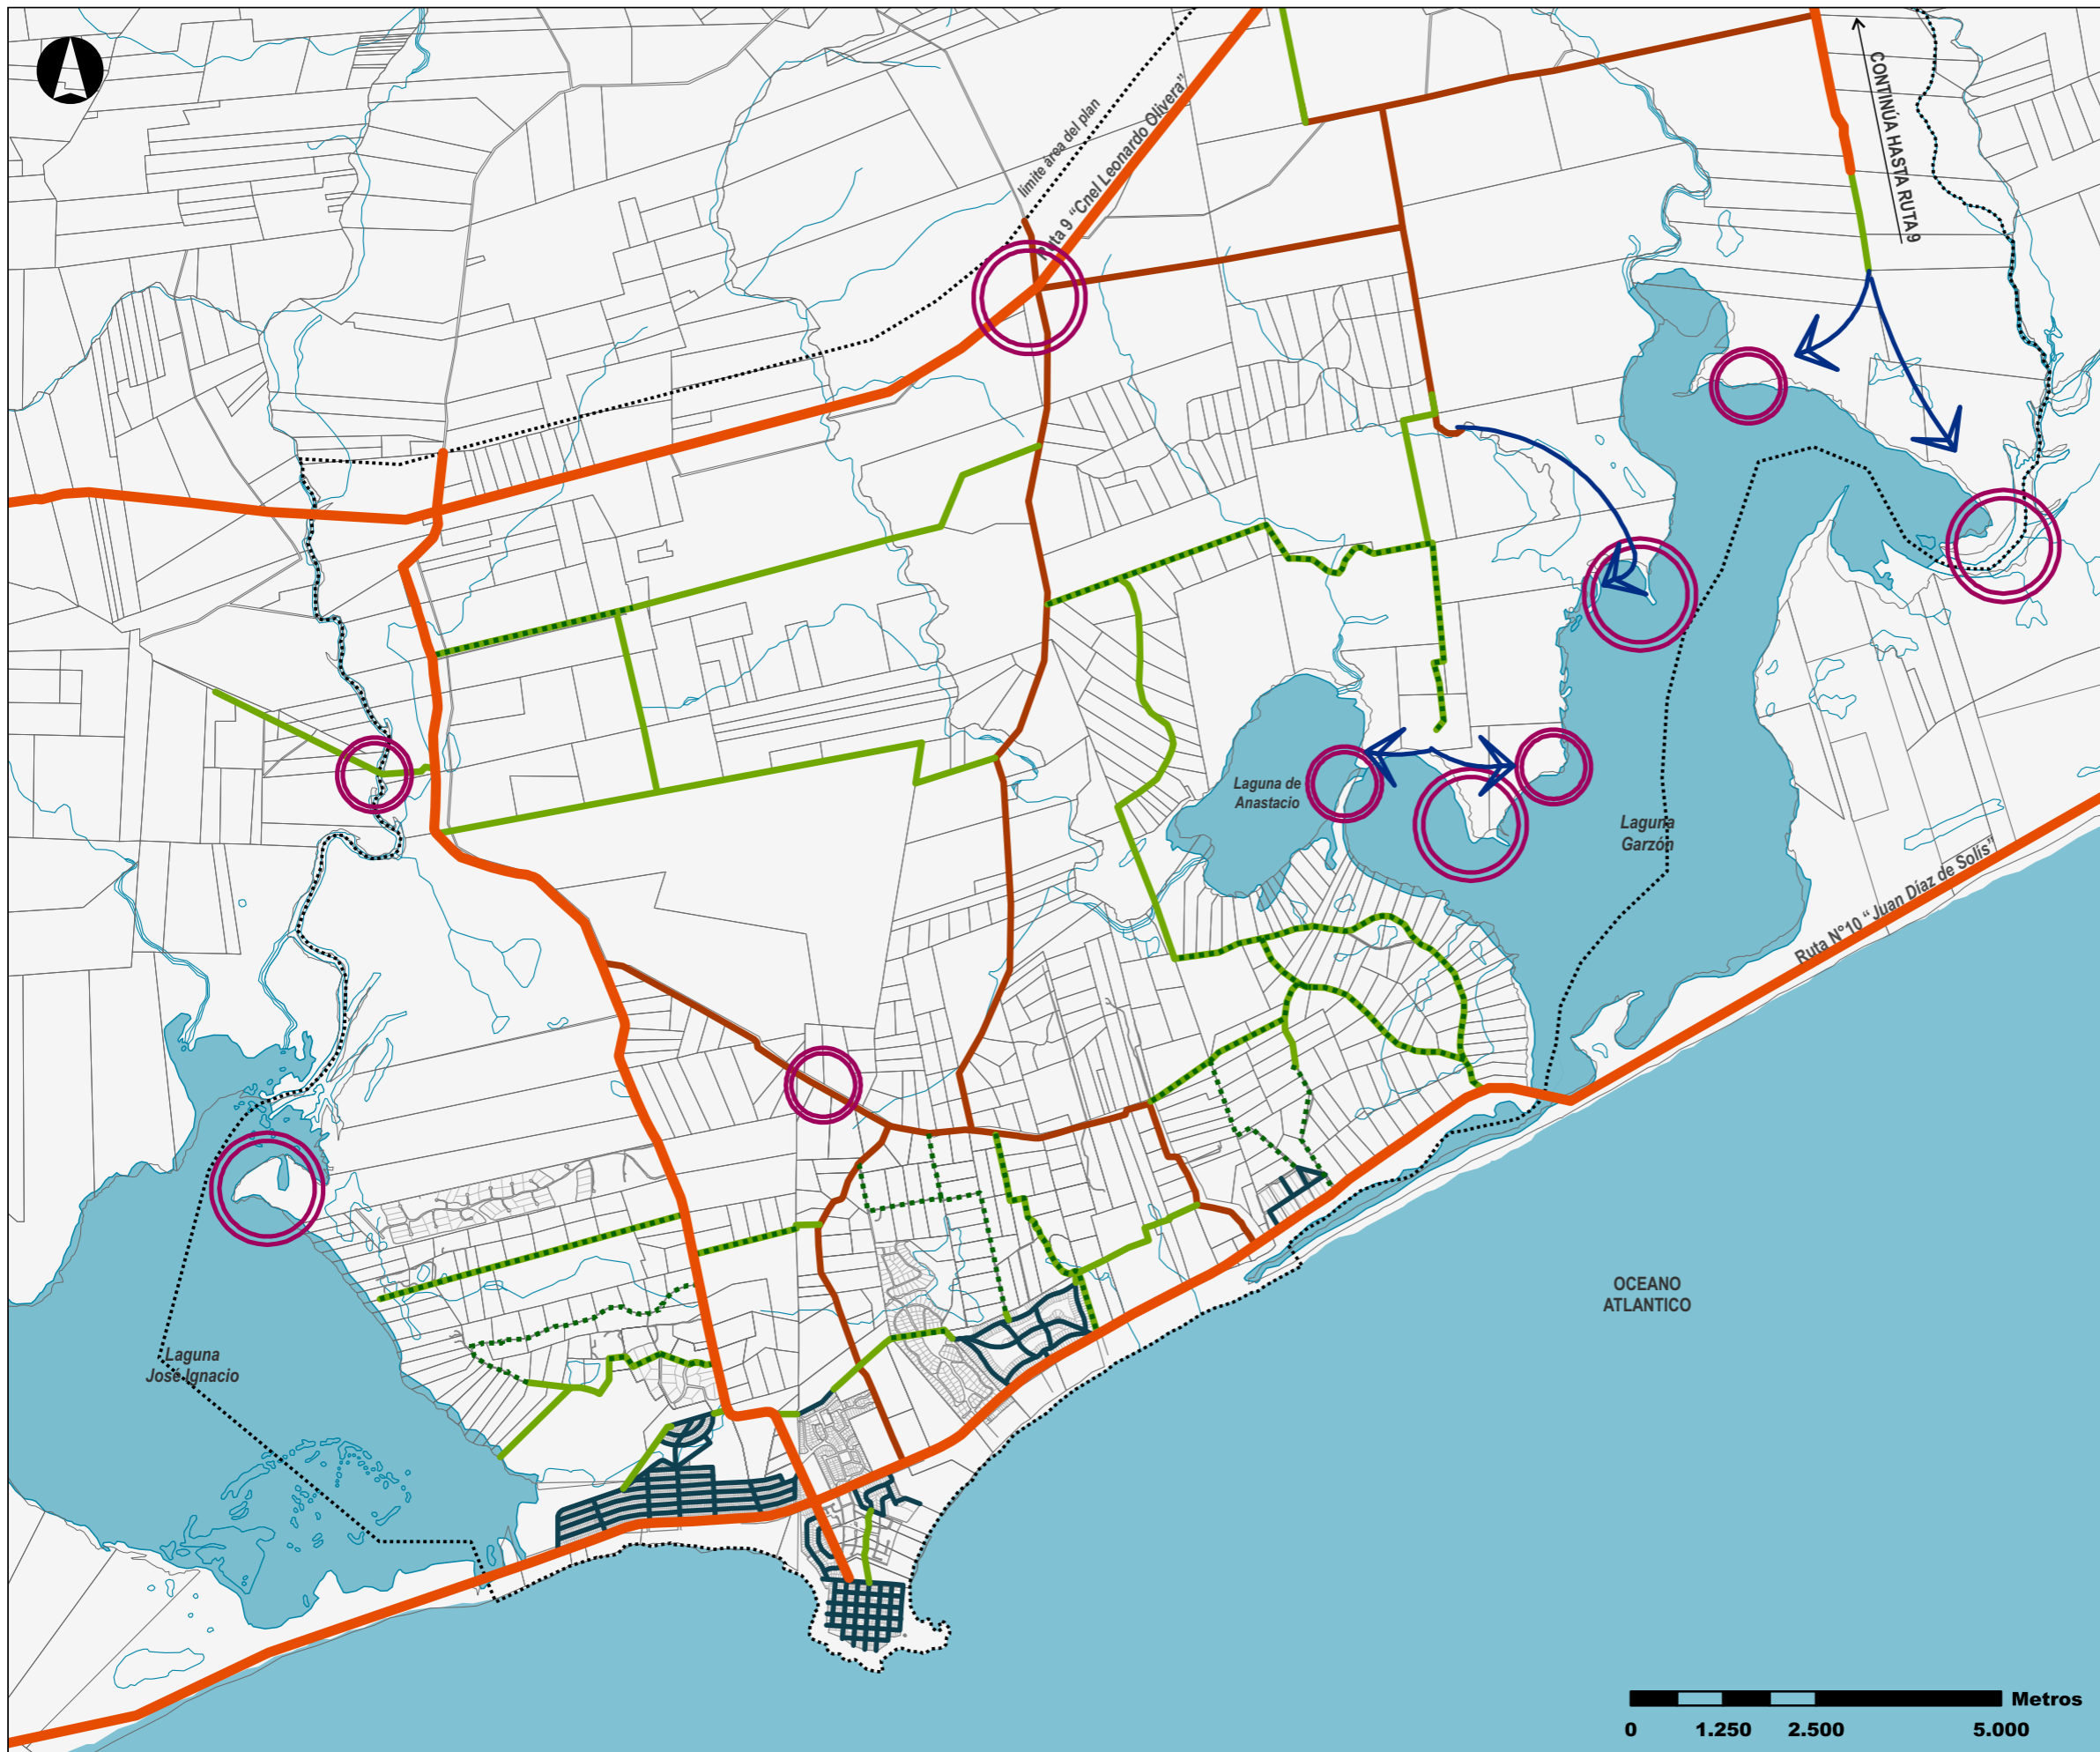 límite área del plan
Ruta 9 “Cnel Leonardo Olivera”
CONTINÚA HASTA RUTA 9
Laguna de
Anastacio
Laguna
Garzón
Ruta N°10 “Juan Díaz de Solís”
OCEANO
ATLANTICO
Laguna
José Ignacio
Metros
0 1.250 2.500 5.000